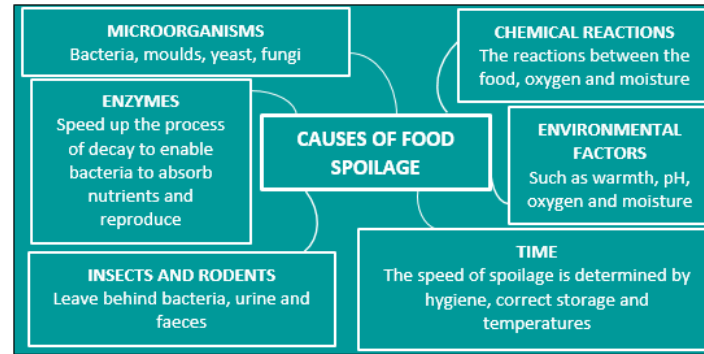 MICROORGANISMS
Bacteria, moulds, yeast, fungi
ENZYMES
Speed up the process
of decay to enable
bacteria to absorb
nutrients and
reproduce
INSECTS AND RODENTS
Leave behind bacteria, urine and
faeces
CAUSES OF FOOD
SPOILAGE
CHEMICAL REACTIONS
The reactions between the
food, oxygen and moisture
ENVIRONMENTAL
FACTORS
Such as warmth, pH,
oxygen and moisture
TIME
The speed of spoilage is determined by
hygiene, correct storage and
temperatures